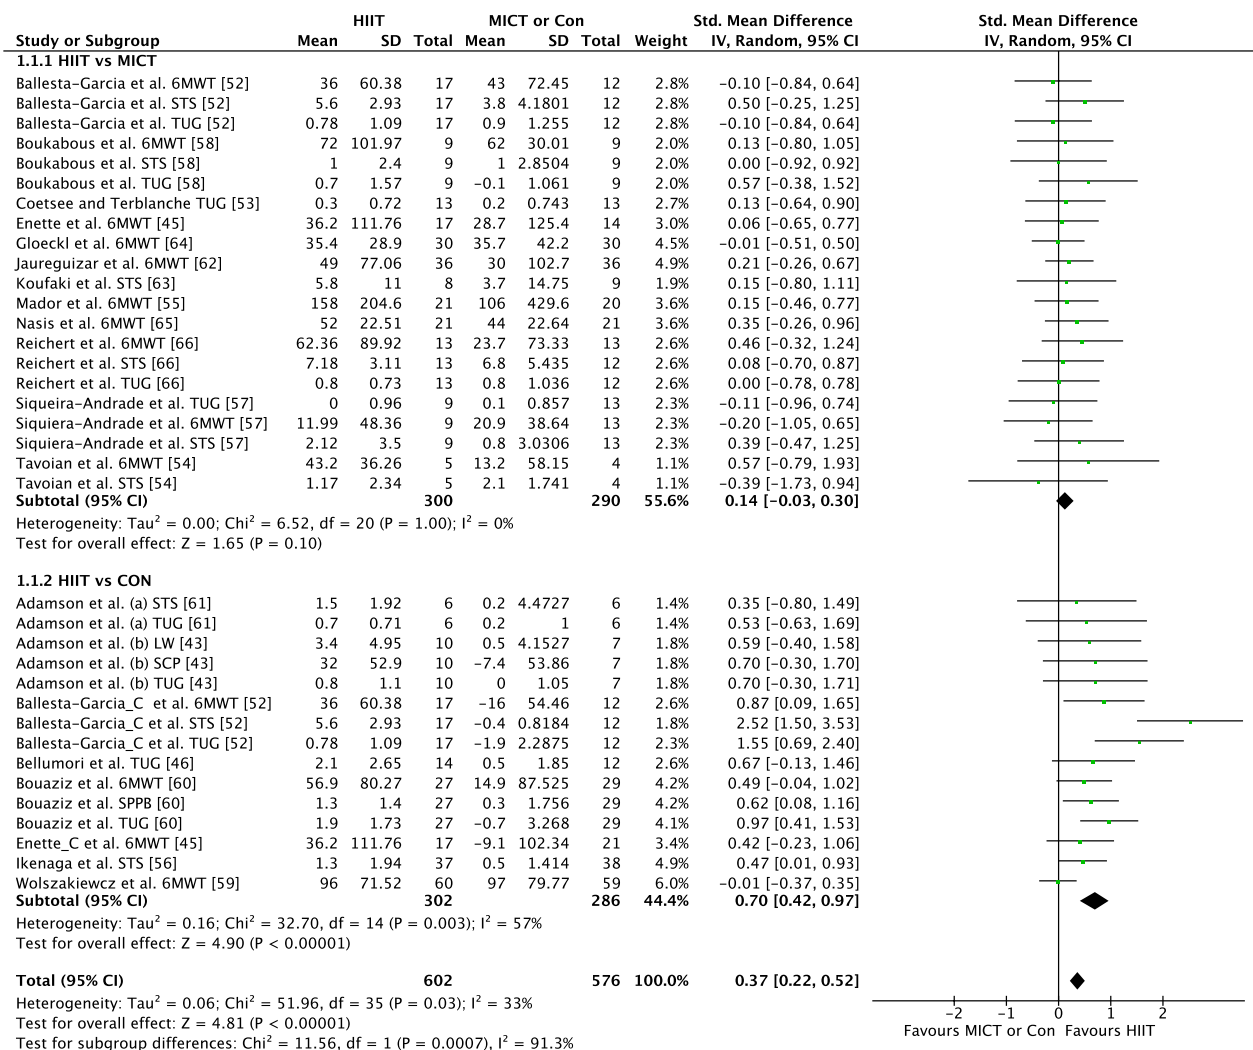 HIIT MICT or Con Std. Mean Difference Std. Mean Difference
Study or Subgroup Mean SD Total Mean SD Total Weight IV, Random, 95% CI IV, Random, 95% CI
1.1.1 HIIT vs MICT
Ballesta-Garcia et al. 6MWT [52] 36 60.38 17 43 72.45 12 2.8% −0.10 [−0.84, 0.64]
Ballesta-Garcia et al. STS [52] 5.6 2.93 17 3.8 4.1801 12 2.8% 0.50 [−0.25, 1.25]
Ballesta-Garcia et al. TUG [52] 0.78 1.09 17 0.9 1.255 12 2.8% −0.10 [−0.84, 0.64]
Boukabous et al. 6MWT [58] 72 101.97 9 62 30.01 9 2.0% 0.13 [−0.80, 1.05]
Boukabous et al. STS [58] 1 2.4 9 1 2.8504 9 2.0% 0.00 [−0.92, 0.92]
Boukabous et al. TUG [58] 0.7 1.57 9 −0.1 1.061 9 2.0% 0.57 [−0.38, 1.52]
Coetsee and Terblanche TUG [53] 0.3 0.72 13 0.2 0.743 13 2.7% 0.13 [−0.64, 0.90]
Enette et al. 6MWT [45] 36.2 111.76 17 28.7 125.4 14 3.0% 0.06 [−0.65, 0.77]
Gloeckl et al. 6MWT [64] 35.4 28.9 30 35.7 42.2 30 4.5% −0.01 [−0.51, 0.50]
Jaureguizar et al. 6MWT [62] 49 77.06 36 30 102.7 36 4.9% 0.21 [−0.26, 0.67]
Koufaki et al. STS [63] 5.8 11 8 3.7 14.75 9 1.9% 0.15 [−0.80, 1.11]
Mador et al. 6MWT [55] 158 204.6 21 106 429.6 20 3.6% 0.15 [−0.46, 0.77]
Nasis et al. 6MWT [65] 52 22.51 21 44 22.64 21 3.6% 0.35 [−0.26, 0.96]
Reichert et al. 6MWT [66] 62.36 89.92 13 23.7 73.33 13 2.6% 0.46 [−0.32, 1.24]
Reichert et al. STS [66] 7.18 3.11 13 6.8 5.435 12 2.6% 0.08 [−0.70, 0.87]
Reichert et al. TUG [66] 0.8 0.73 13 0.8 1.036 12 2.6% 0.00 [−0.78, 0.78]
Siqueira-Andrade et al. TUG [57] 0 0.96 9 0.1 0.857 13 2.3% −0.11 [−0.96, 0.74]
Siquiera-Andrade et al. 6MWT [57] 11.99 48.36 9 20.9 38.64 13 2.3% −0.20 [−1.05, 0.65]
Siquiera-Andrade et al. STS [57] 2.12 3.5 9 0.8 3.0306 13 2.3% 0.39 [−0.47, 1.25]
Tavoian et al. 6MWT [54] 43.2 36.26 5 13.2 58.15 4 1.1% 0.57 [−0.79, 1.93]
Tavoian et al. STS [54] 1.17 2.34 5 2.1 1.741 4 1.1% −0.39 [−1.73, 0.94]
Subtotal (95% CI) 300 290 55.6% 0.14 [−0.03, 0.30]
Heterogeneity: Tau² = 0.00; Chi² = 6.52, df = 20 (P = 1.00); I² = 0%
Test for overall effect: Z = 1.65 (P = 0.10)
1.1.2 HIIT vs CON
Adamson et al. (a) STS [61] 1.5 1.92 6 0.2 4.4727 6 1.4% 0.35 [−0.80, 1.49]
Adamson et al. (a) TUG [61] 0.7 0.71 6 0.2 1 6 1.4% 0.53 [−0.63, 1.69]
Adamson et al. (b) LW [43] 3.4 4.95 10 0.5 4.1527 7 1.8% 0.59 [−0.40, 1.58]
Adamson et al. (b) SCP [43] 32 52.9 10 −7.4 53.86 7 1.8% 0.70 [−0.30, 1.70]
Adamson et al. (b) TUG [43] 0.8 1.1 10 0 1.05 7 1.8% 0.70 [−0.30, 1.71]
Ballesta-Garcia_C et al. 6MWT [52] 36 60.38 17 −16 54.46 12 2.6% 0.87 [0.09, 1.65]
Ballesta-Garcia_C et al. STS [52] 5.6 2.93 17 −0.4 0.8184 12 1.8% 2.52 [1.50, 3.53]
Ballesta-Garcia_C et al. TUG [52] 0.78 1.09 17 −1.9 2.2875 12 2.3% 1.55 [0.69, 2.40]
Bellumori et al. TUG [46] 2.1 2.65 14 0.5 1.85 12 2.6% 0.67 [−0.13, 1.46]
Bouaziz et al. 6MWT [60] 56.9 80.27 27 14.9 87.525 29 4.2% 0.49 [−0.04, 1.02]
Bouaziz et al. SPPB [60] 1.3 1.4 27 0.3 1.756 29 4.2% 0.62 [0.08, 1.16]
Bouaziz et al. TUG [60] 1.9 1.73 27 −0.7 3.268 29 4.1% 0.97 [0.41, 1.53]
Enette_C et al. 6MWT [45] 36.2 111.76 17 −9.1 102.34 21 3.4% 0.42 [−0.23, 1.06]
Ikenaga et al. STS [56] 1.3 1.94 37 0.5 1.414 38 4.9% 0.47 [0.01, 0.93]
Wolszakiewcz et al. 6MWT [59] 96 71.52 60 97 79.77 59 6.0% −0.01 [−0.37, 0.35]
Subtotal (95% CI) 302 286 44.4% 0.70 [0.42, 0.97]
Heterogeneity: Tau² = 0.16; Chi² = 32.70, df = 14 (P = 0.003); I² = 57%
Test for overall effect: Z = 4.90 (P < 0.00001)
Total (95% CI) 602 576 100.0% 0.37 [0.22, 0.52]
Heterogeneity: Tau² = 0.06; Chi² = 51.96, df = 35 (P = 0.03); I² = 33%
Test for overall effect: Z = 4.81 (P < 0.00001)
Test for subgroup differences: Chi² = 11.56, df = 1 (P = 0.0007), I² = 91.3%
−2 −1 0 1 2
Favours MICT or Con Favours HIIT